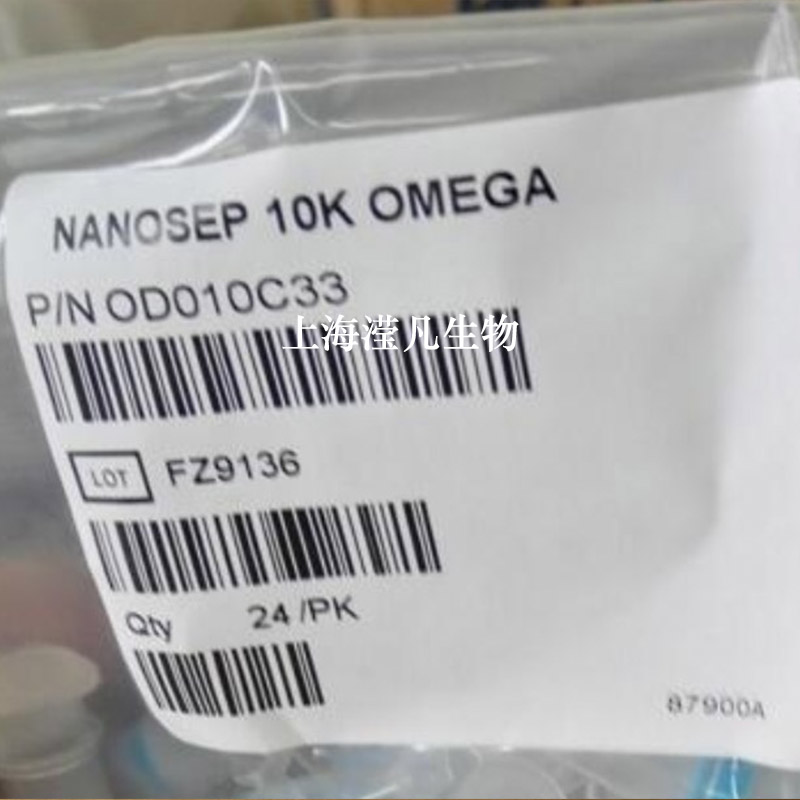 NANOSEP 10K OMEGA
P/N OD010C33
上海滢凡生物
LOT FZ9136
Qty 24 /PK
87900A